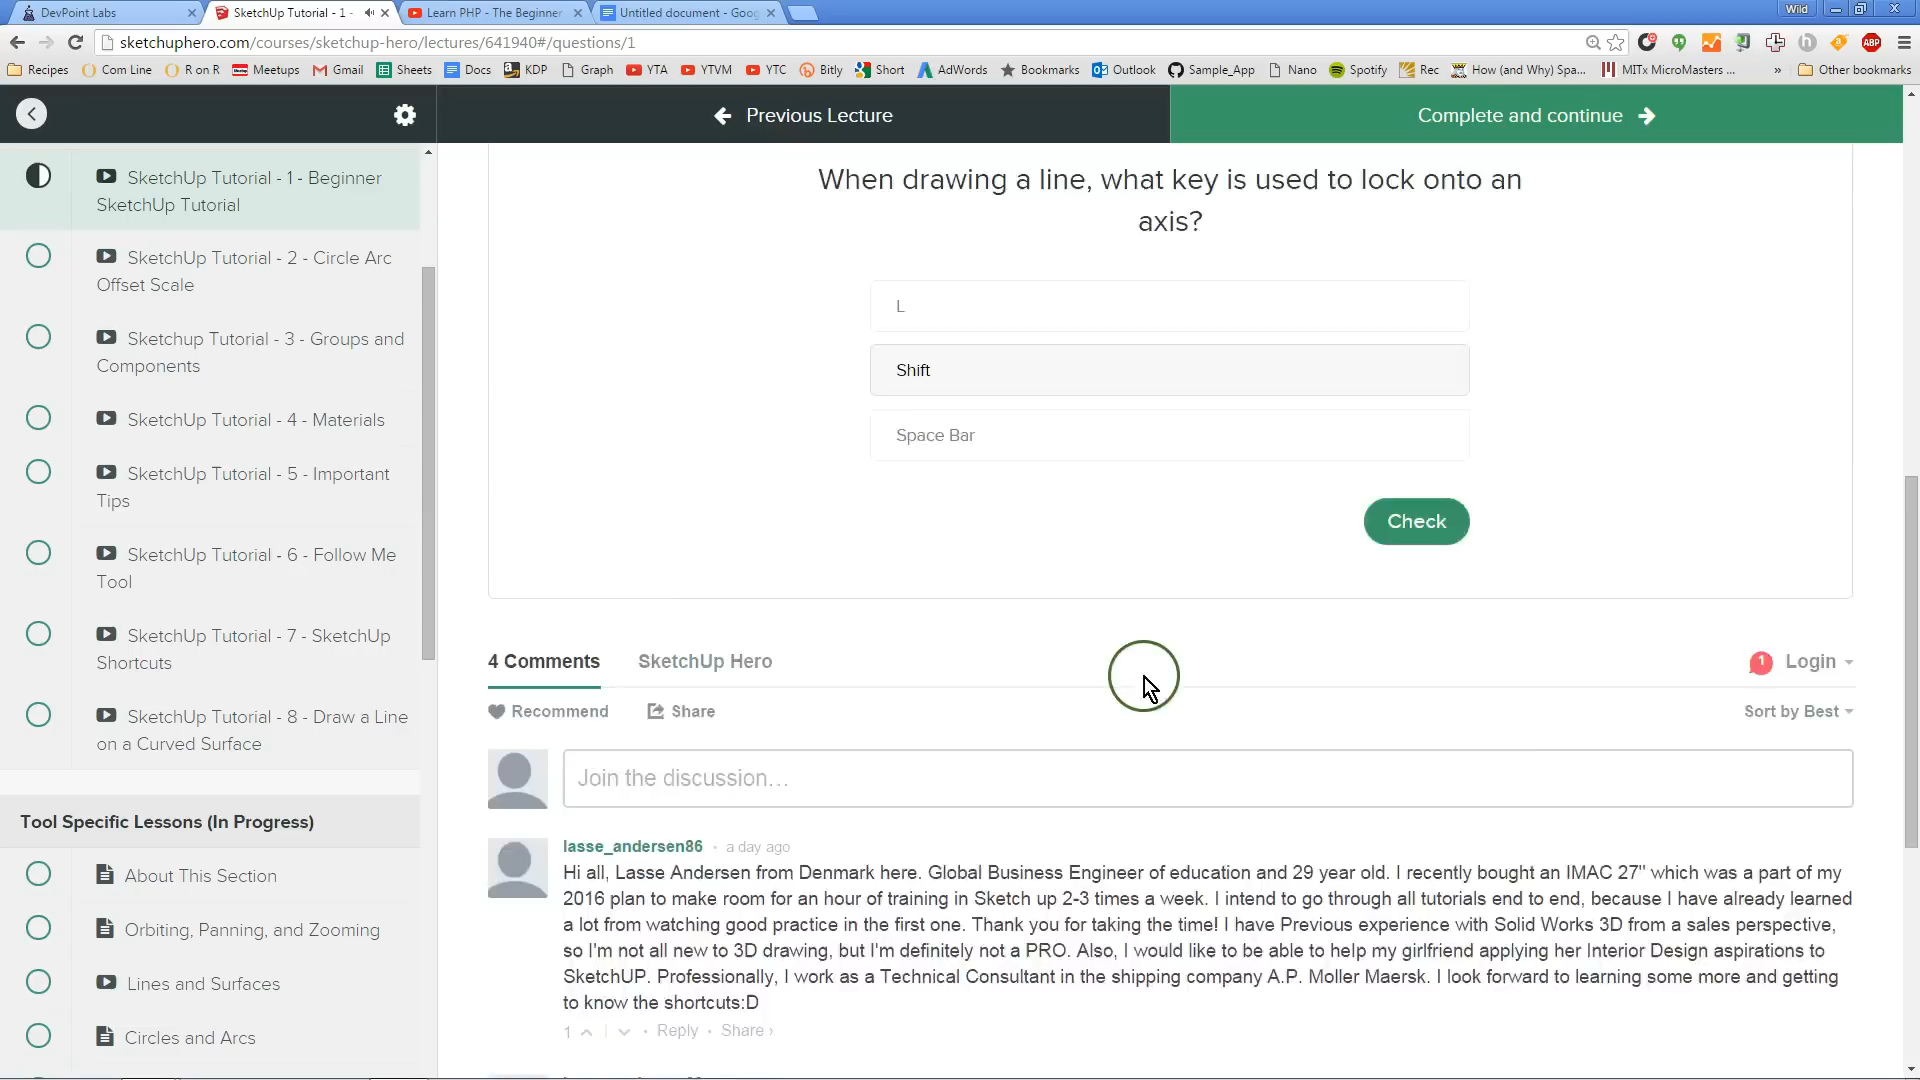 DevPoint Labs
SketchUp Tutorial - 1 -
Learn PHP - The Beginner
Untitled document - Goo
Wild
sketchuphero.com/courses/sketchup-hero/lectures/641940#/questions/1
ABP
Recipes
Com Line
R on R
Meetups
Gmail
Sheets
Docs
KDP
Graph
YTA
YTVM
YTC
Bitly
Short
AdWords
Bookmarks
Outlook
Sample_App
Nano
Spotify
Rec
How (and Why) Spa...
MITx MicroMasters ...
»
Other bookmarks
Previous Lecture
Complete and continue
SketchUp Tutorial - 1 - Beginner
SketchUp Tutorial
SketchUp Tutorial - 2 - Circle Arc
Offset Scale
Sketchup Tutorial - 3 - Groups and
Components
SketchUp Tutorial - 4 - Materials
SketchUp Tutorial - 5 - Important
Tips
SketchUp Tutorial - 6 - Follow Me
Tool
SketchUp Tutorial - 7 - SketchUp
Shortcuts
SketchUp Tutorial - 8 - Draw a Line
on a Curved Surface
Tool Specific Lessons (In Progress)
About This Section
Orbiting, Panning, and Zooming
Lines and Surfaces
Circles and Arcs
When drawing a line, what key is used to lock onto an
axis?
L
Shift
Space Bar
Check
4 Comments
SketchUp Hero
1
Login
Recommend
Share
Sort by Best
Join the discussion...
lasse_andersen86 • a day ago
Hi all, Lasse Andersen from Denmark here. Global Business Engineer of education and 29 year old. I recently bought an IMAC 27" which was a part of my
2016 plan to make room for an hour of training in Sketch up 2-3 times a week. I intend to go through all tutorials end to end, because I have already learned
a lot from watching good practice in the first one. Thank you for taking the time! I have Previous experience with Solid Works 3D from a sales perspective,
so I'm not all new to 3D drawing, but I'm definitely not a PRO. Also, I would like to be able to help my girlfriend applying her Interior Design aspirations to
SketchUP. Professionally, I work as a Technical Consultant in the shipping company A.P. Moller Maersk. I look forward to learning some more and getting
to know the shortcuts:D
1 • Reply • Share ›